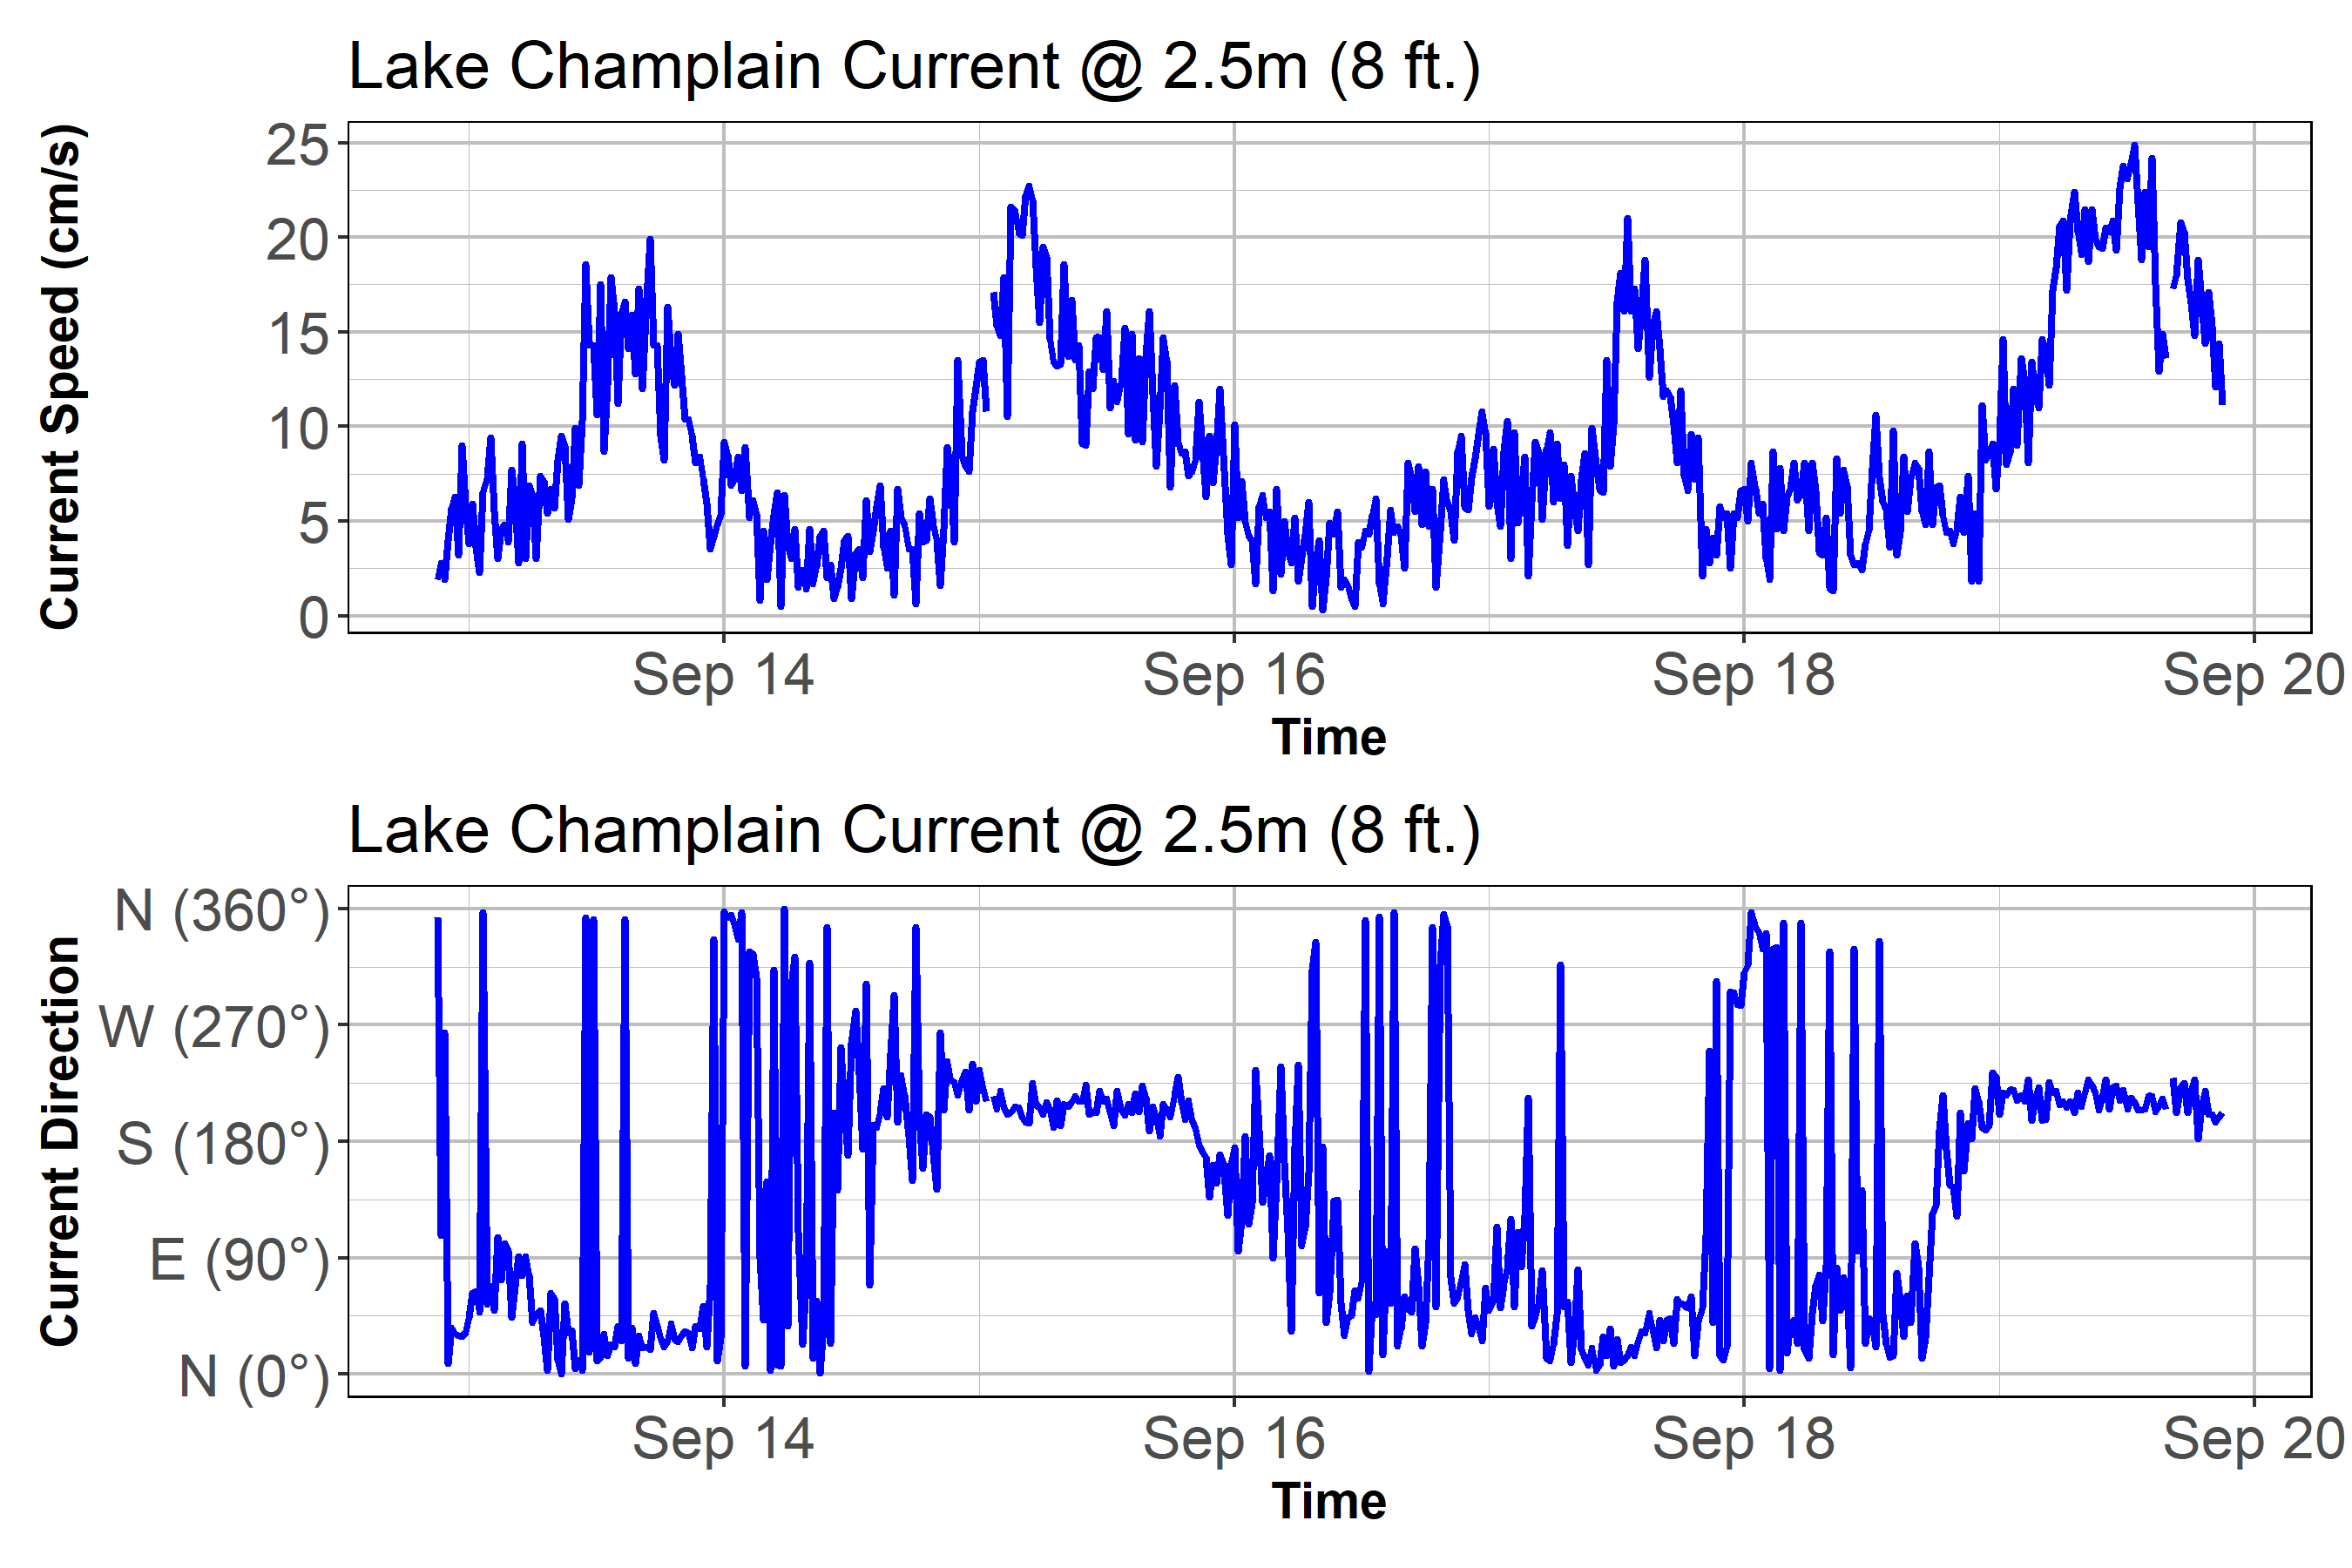 Lake Champlain Current @ 2.5m (8 ft.)
Current Speed (cm/s)
25
20
15
10
5
0
Sep 14 Sep 16 Sep 18 Sep 20
Time
Lake Champlain Current @ 2.5m (8 ft.)
Current Direction
N (360°)
W (270°)
S (180°)
E (90°)
N (0°)
Sep 14 Sep 16 Sep 18 Sep 20
Time